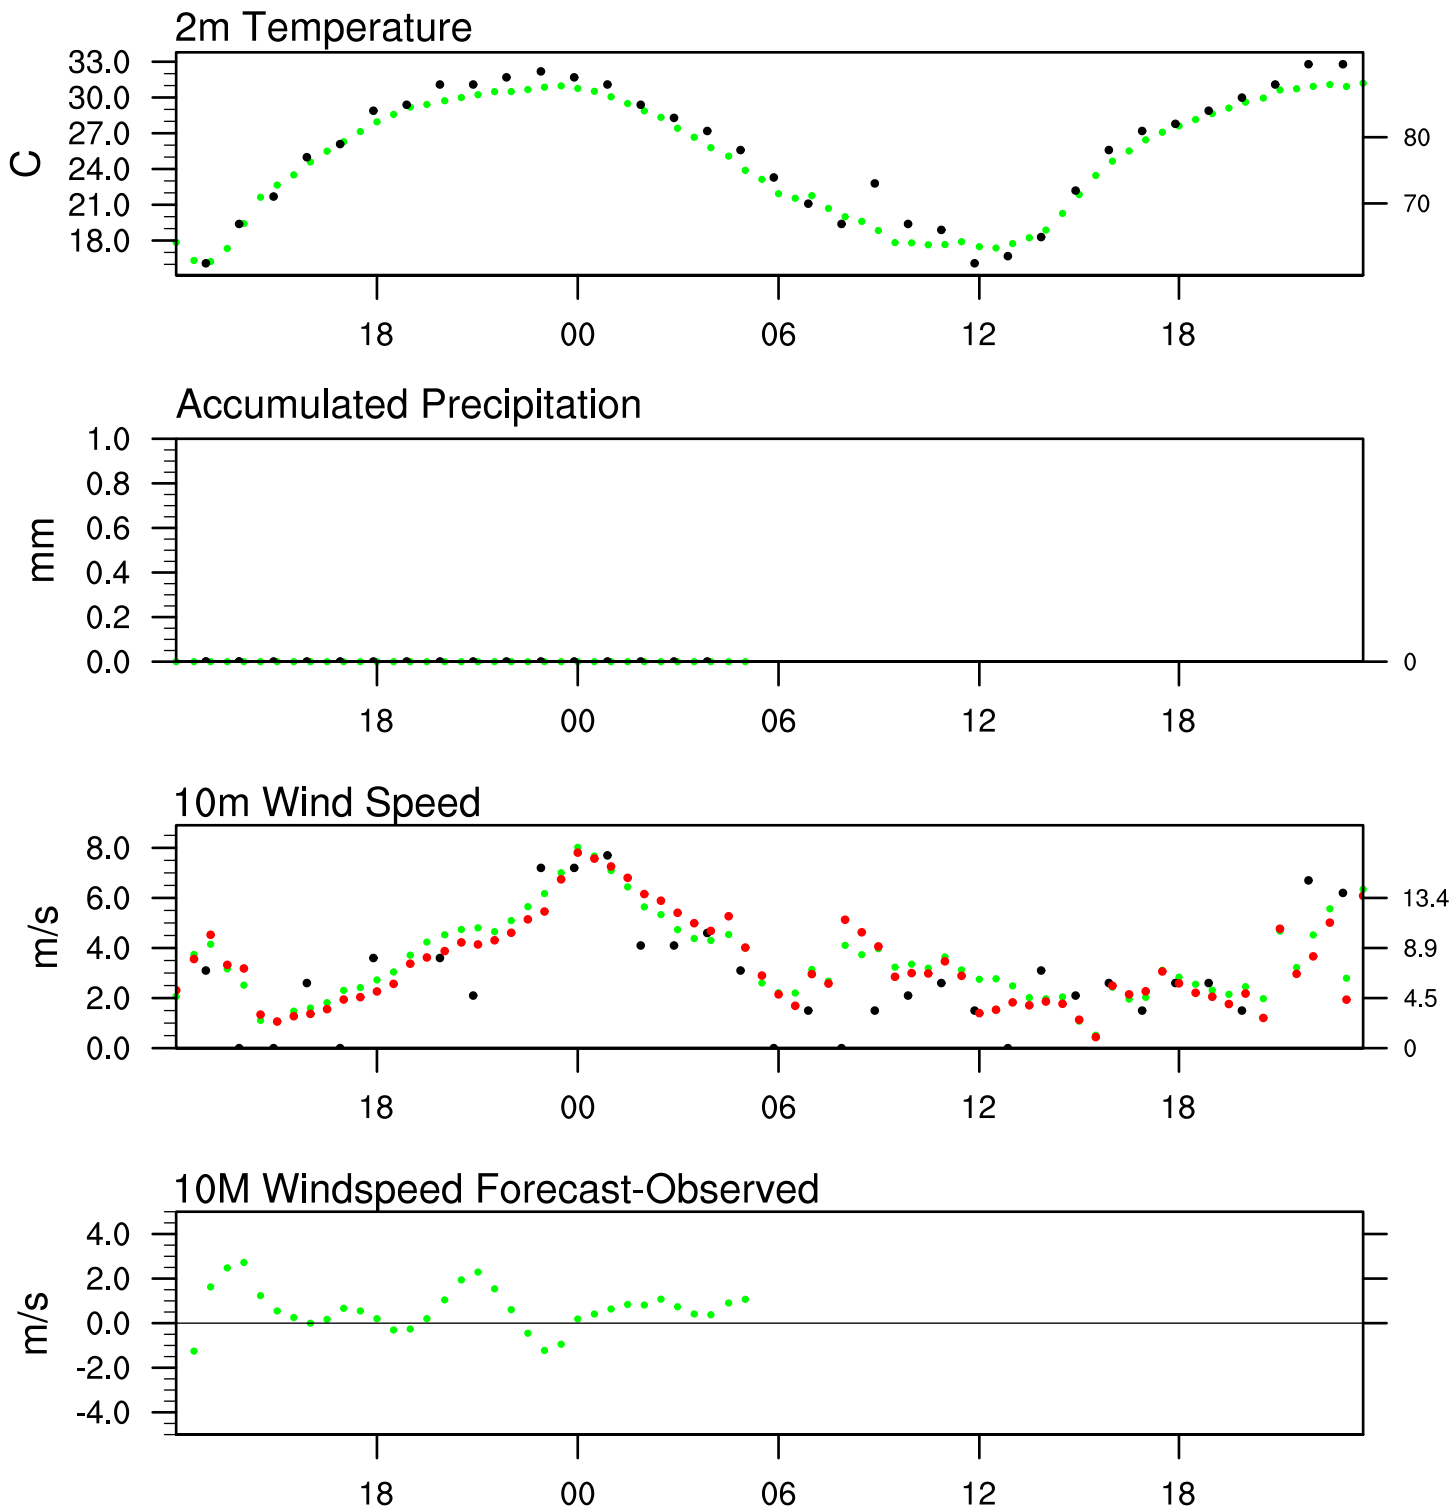 2m Temperature
33.0
30.0
27.0
24.0
21.0
18.0
C
80
70
18 00 06 12 18
Accumulated Precipitation
1.0
0.8
0.6
0.4
0.2
0.0
mm
0
18 00 06 12 18
10m Wind Speed
8.0
6.0
4.0
2.0
0.0
m/s
13.4
8.9
4.5
0
18 00 06 12 18
10M Windspeed Forecast-Observed
4.0
2.0
0.0
-2.0
-4.0
m/s
18 00 06 12 18